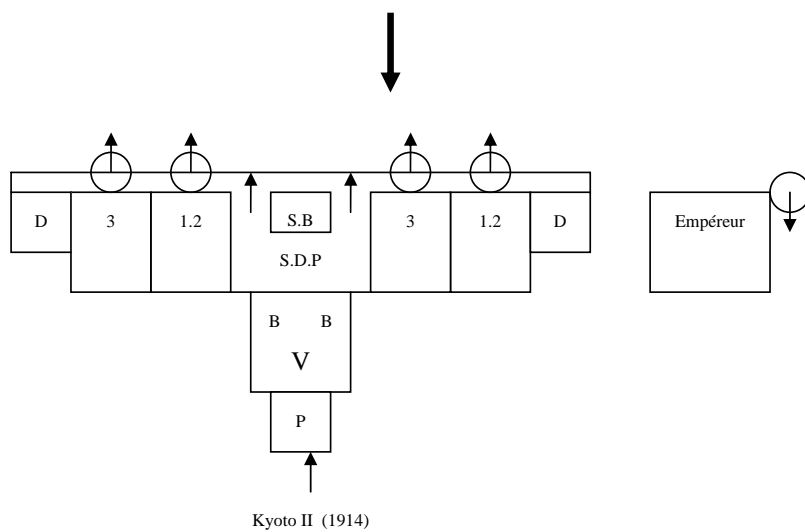 D 3 1.2 S.B 3 1.2 D Empéreur
S.D.P
B B
V
P
Kyoto II (1914)